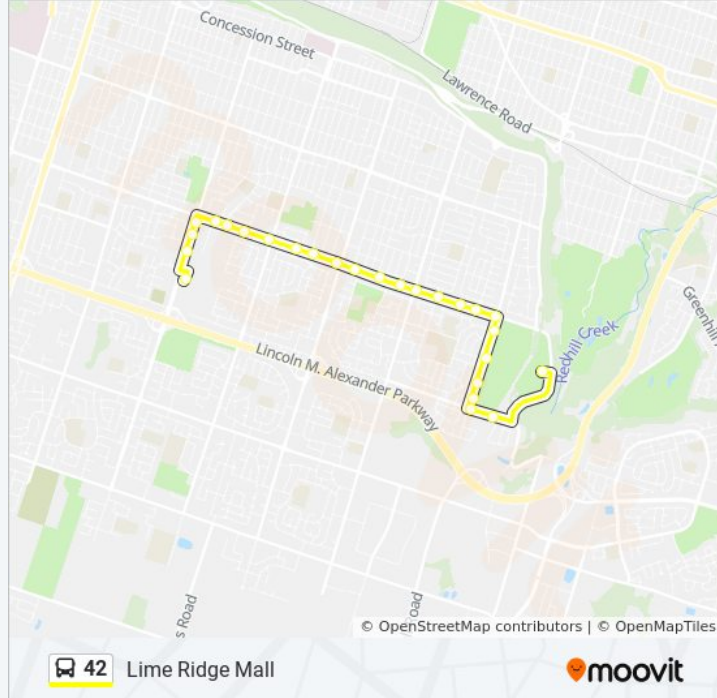 Concession Street
Lawrence Road
Redhill Creek
Greenhill
Lincoln M. Alexander Parkway
s Road
oad
© OpenStreetMap contributors | © OpenMapTiles
42 Lime Ridge Mall
moovit